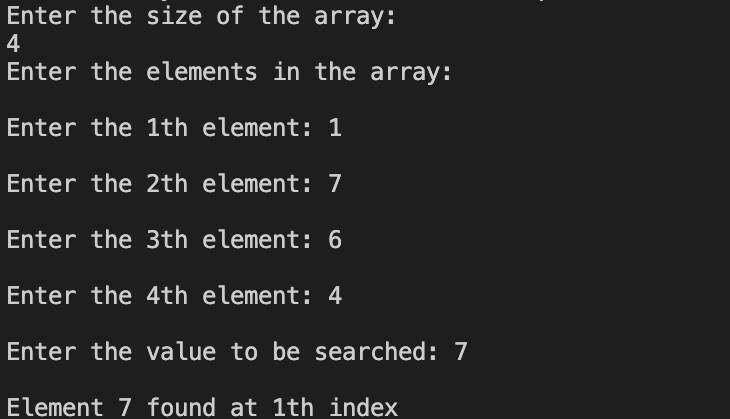 Enter the size of the array:
4
Enter the elements in the array:
Enter the 1th element: 1
Enter the 2th element: 7
Enter the 3th element: 6
Enter the 4th element: 4
Enter the value to be searched: 7
Element 7 found at 1th index